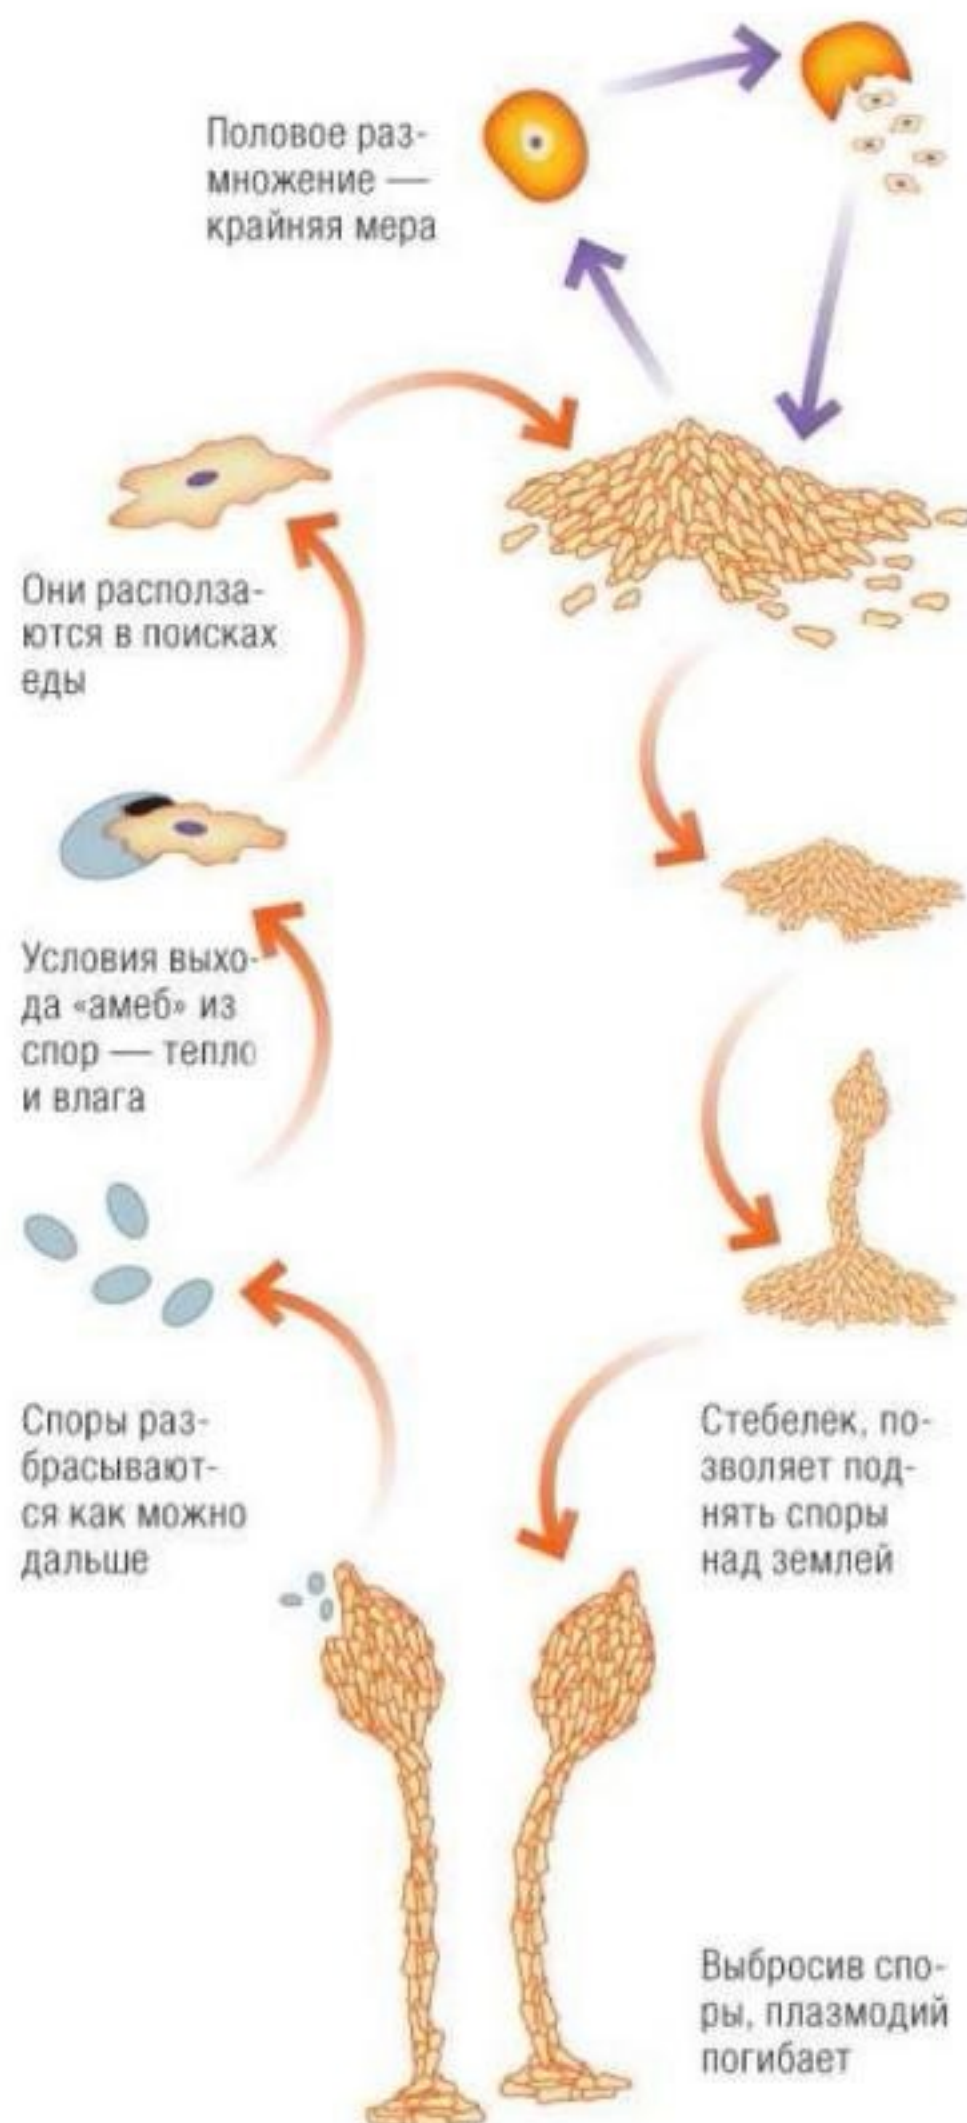 Половое раз-
множение —
крайняя мера
Они располза-
ются в поисках
еды
Условия выхо-
да «амеб» из
спор — тепло
и влага
Споры раз-
брасывают-
ся как можно
дальше
Стебелек, по-
зволяет под-
нять споры
над землей
Выбросив спо-
ры, плазмодий
погибает